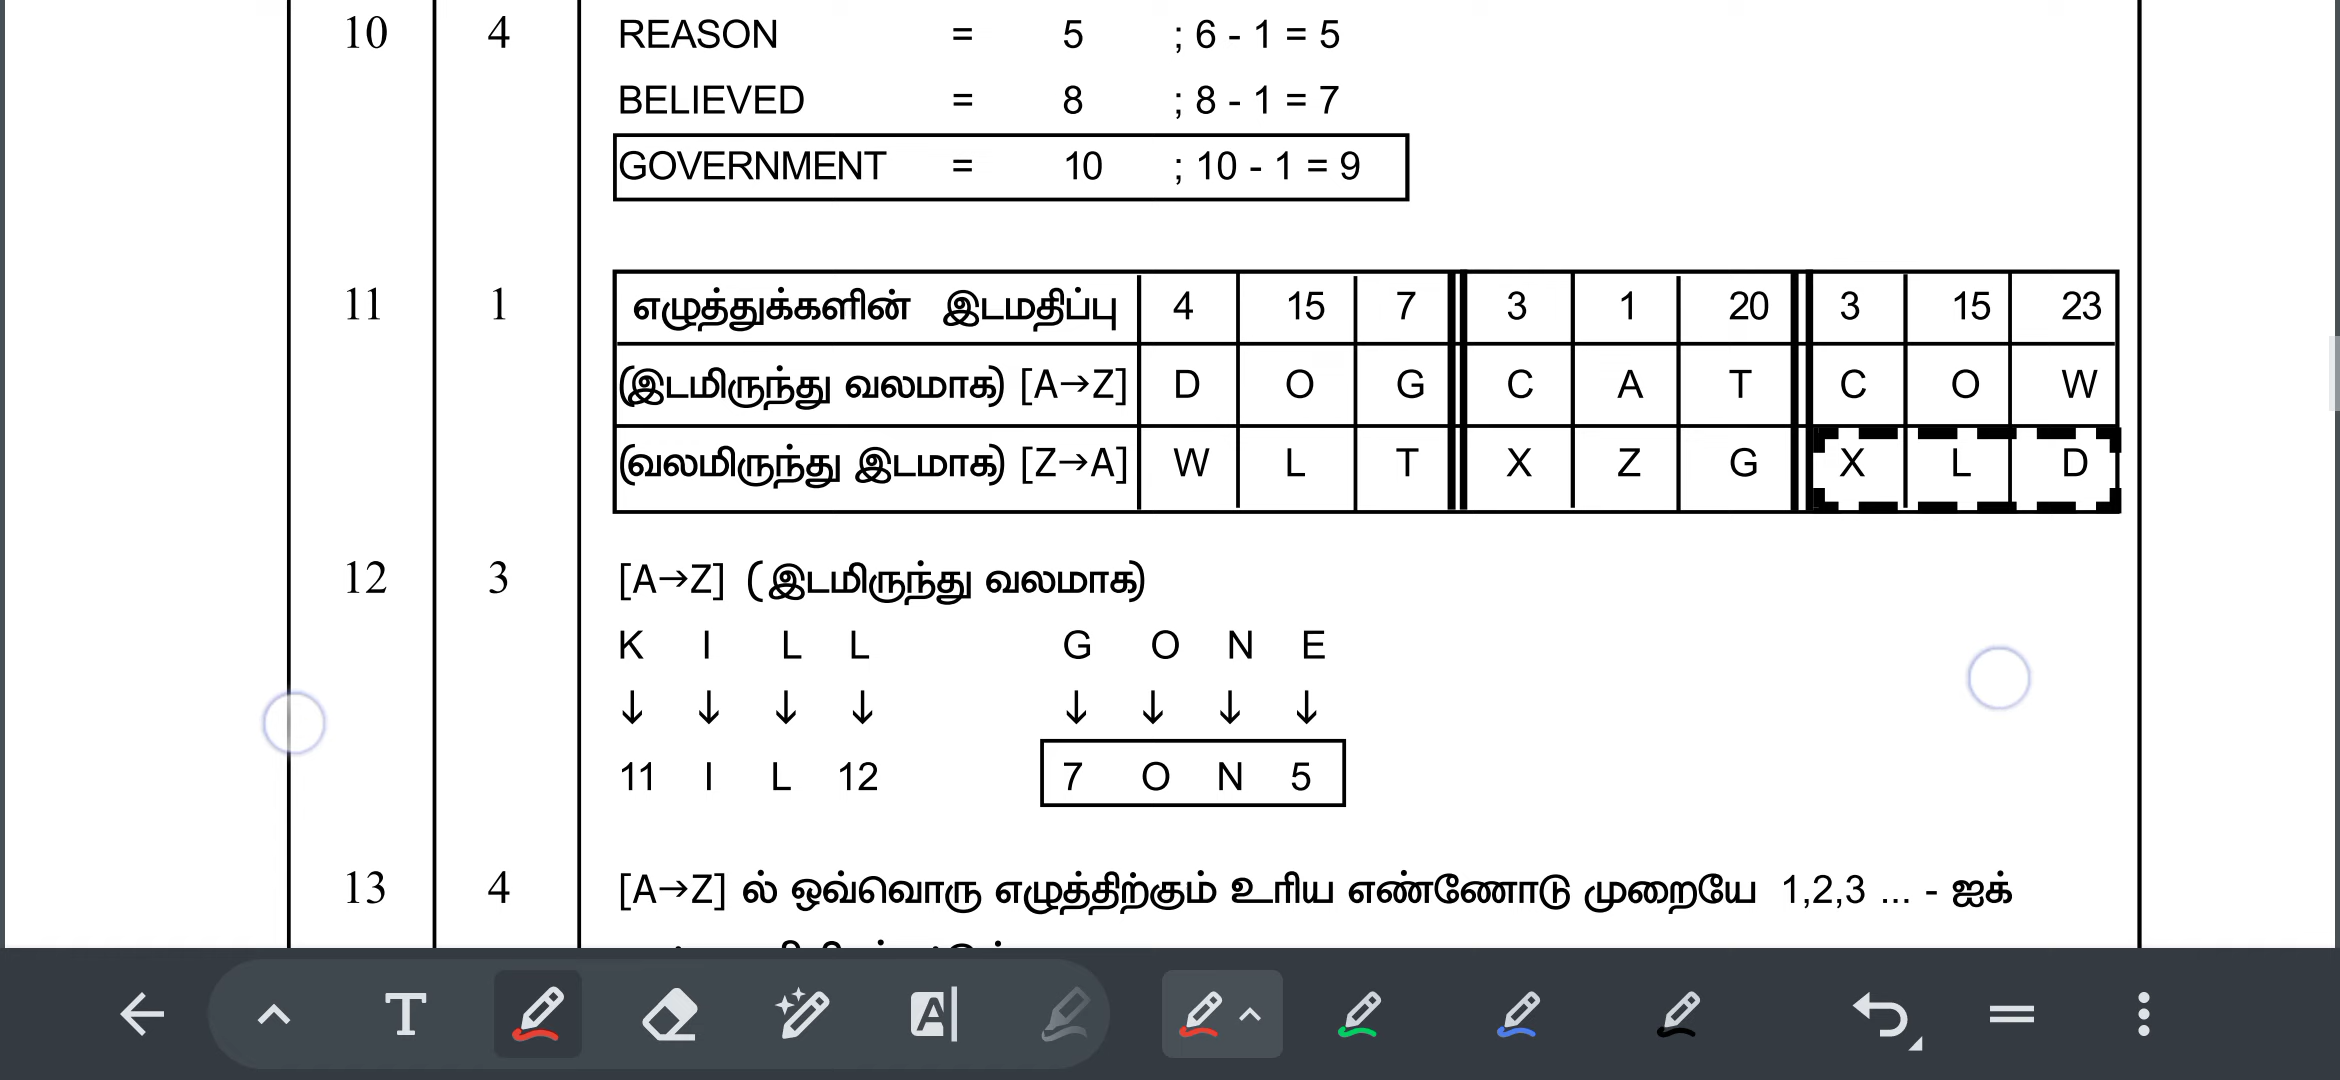 10 4 REASON = 5 ; 6 - 1 = 5
BELIEVED = 8 ; 8 - 1 = 7
GOVERNMENT = 10 ; 10 - 1 = 9
11 1 எழுத்துக்களின் இடமதிப்பு 4 15 7 3 1 20 3 15 23
(இடமிருந்து வலமாக) [A→Z] D O G C A T C O W
(வலமிருந்து இடமாக) [Z→A] W L T X Z G X L D
12 3 [A→Z] (இடமிருந்து வலமாக)
K I L L G O N E
↓ ↓ ↓ ↓ ↓ ↓ ↓ ↓
11 I L 12 7 O N 5
13 4 [A→Z] ல் ஒவ்வொரு எழுத்திற்கும் உரிய எண்ணோடு முறையே 1,2,3 ... - ஐக்